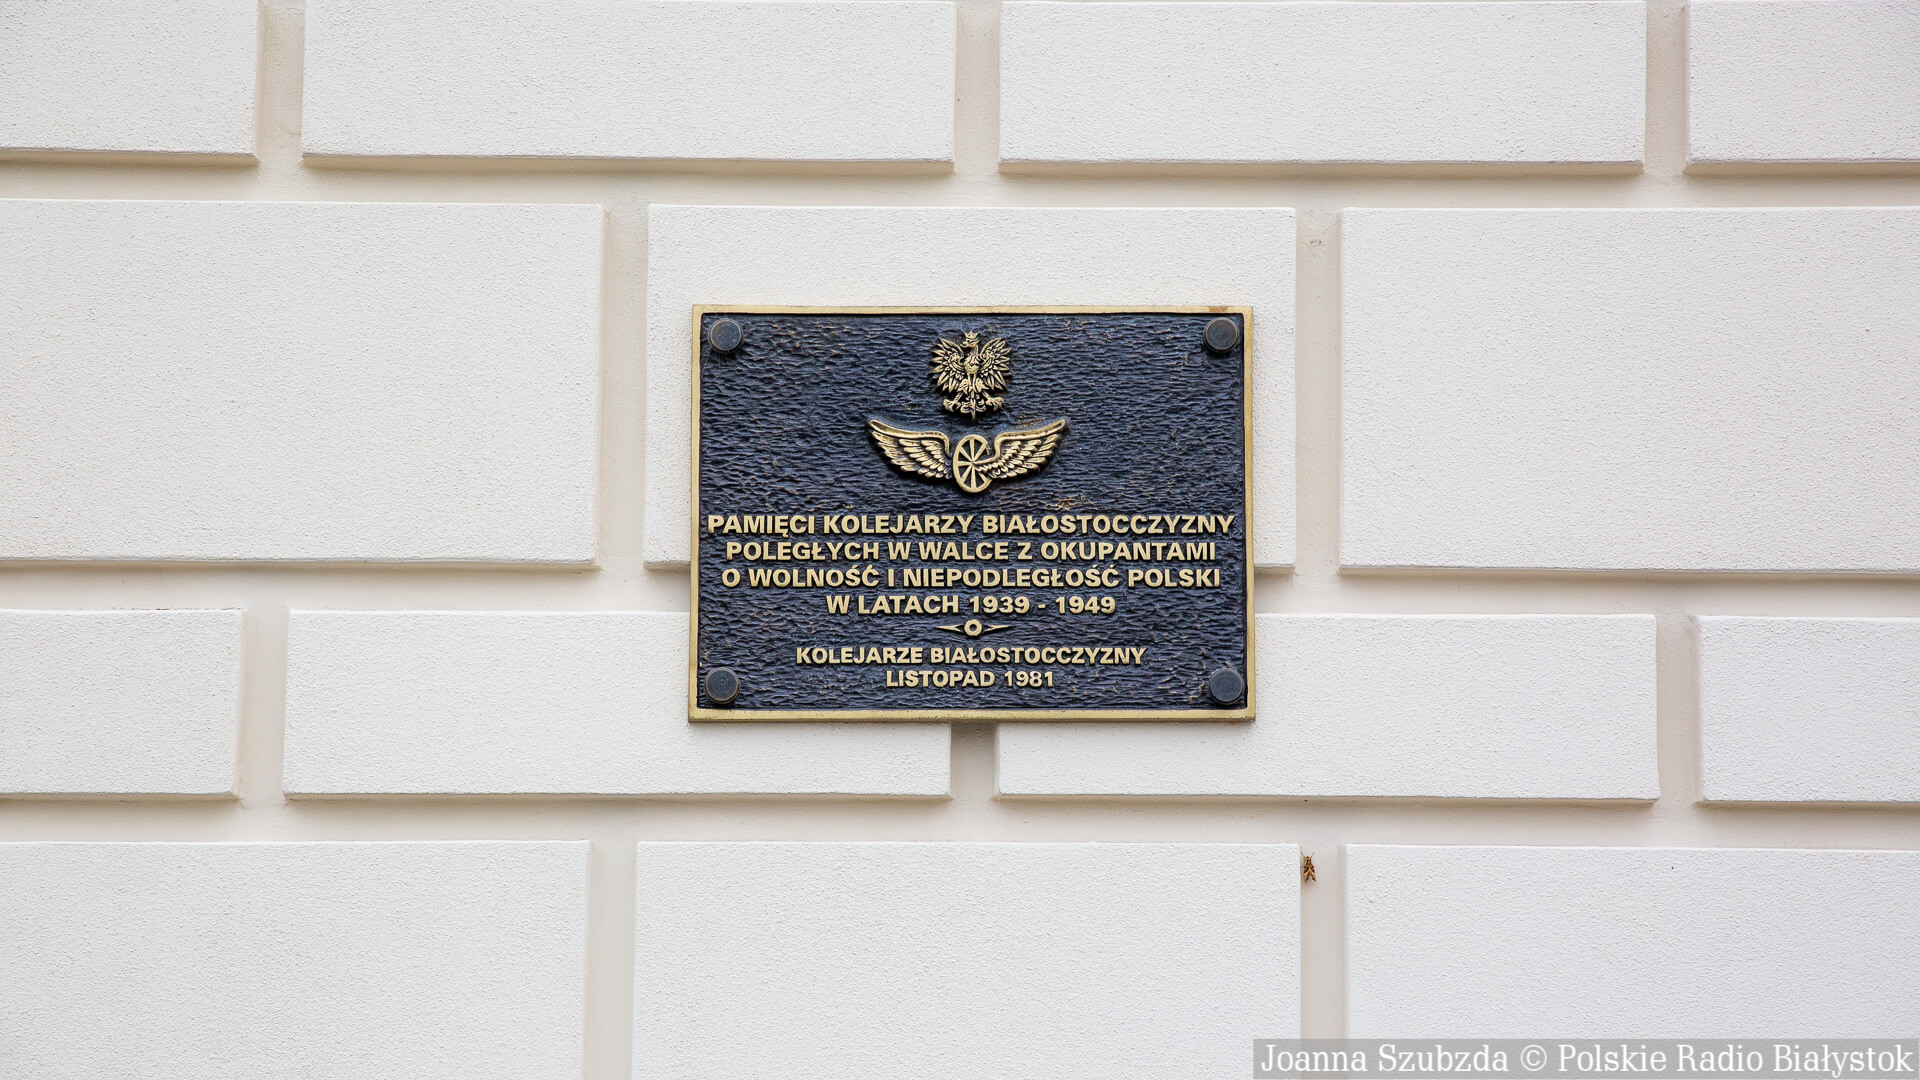 PAMIĘCI KOLEJARZY BIAŁOSTOCCZYZNY
POLEGŁYCH W WALCE Z OKUPANTAMI
O WOLNOŚĆ I NIEPODLEGŁOŚĆ POLSKI
W LATACH 1939 - 1949
KOLEJARZE BIAŁOSTOCCZYZNY
LISTOPAD 1981
Joanna Szubzda © Polskie Radio Białystok